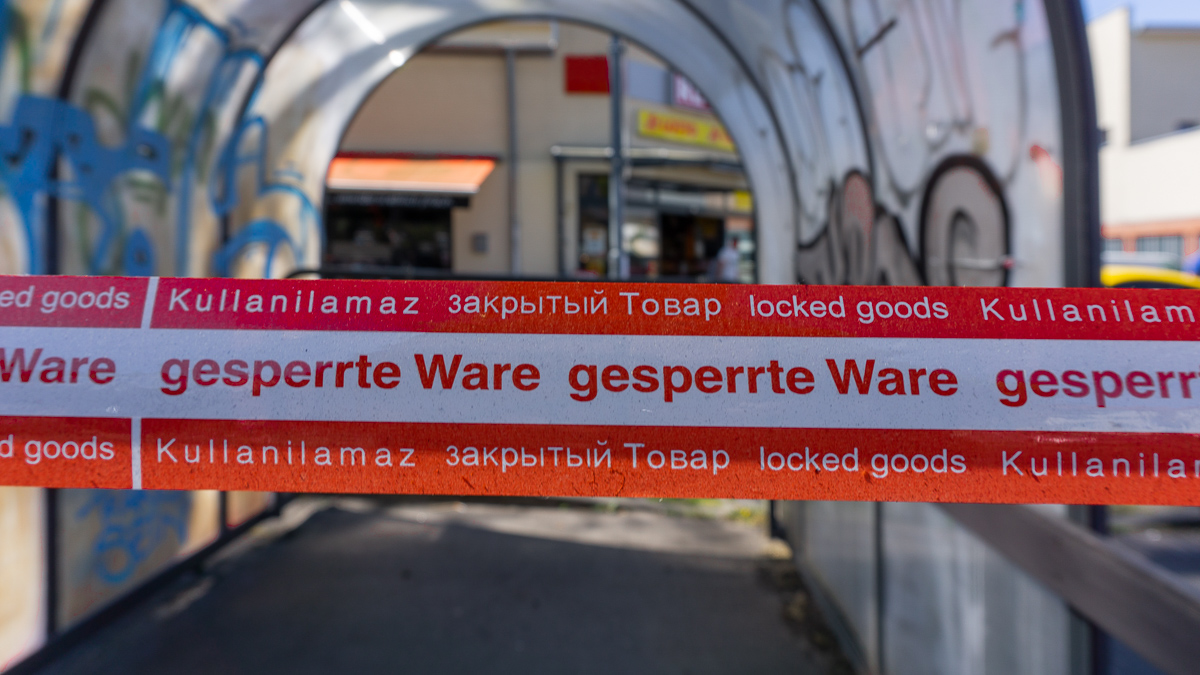 ed goods Kullanilamaz закрытый Товар locked goods Kullanilam
Ware gesperrte Ware gesperrte Ware gesperr
d goods Kullanilamaz закрытый Товар locked goods Kullanilar